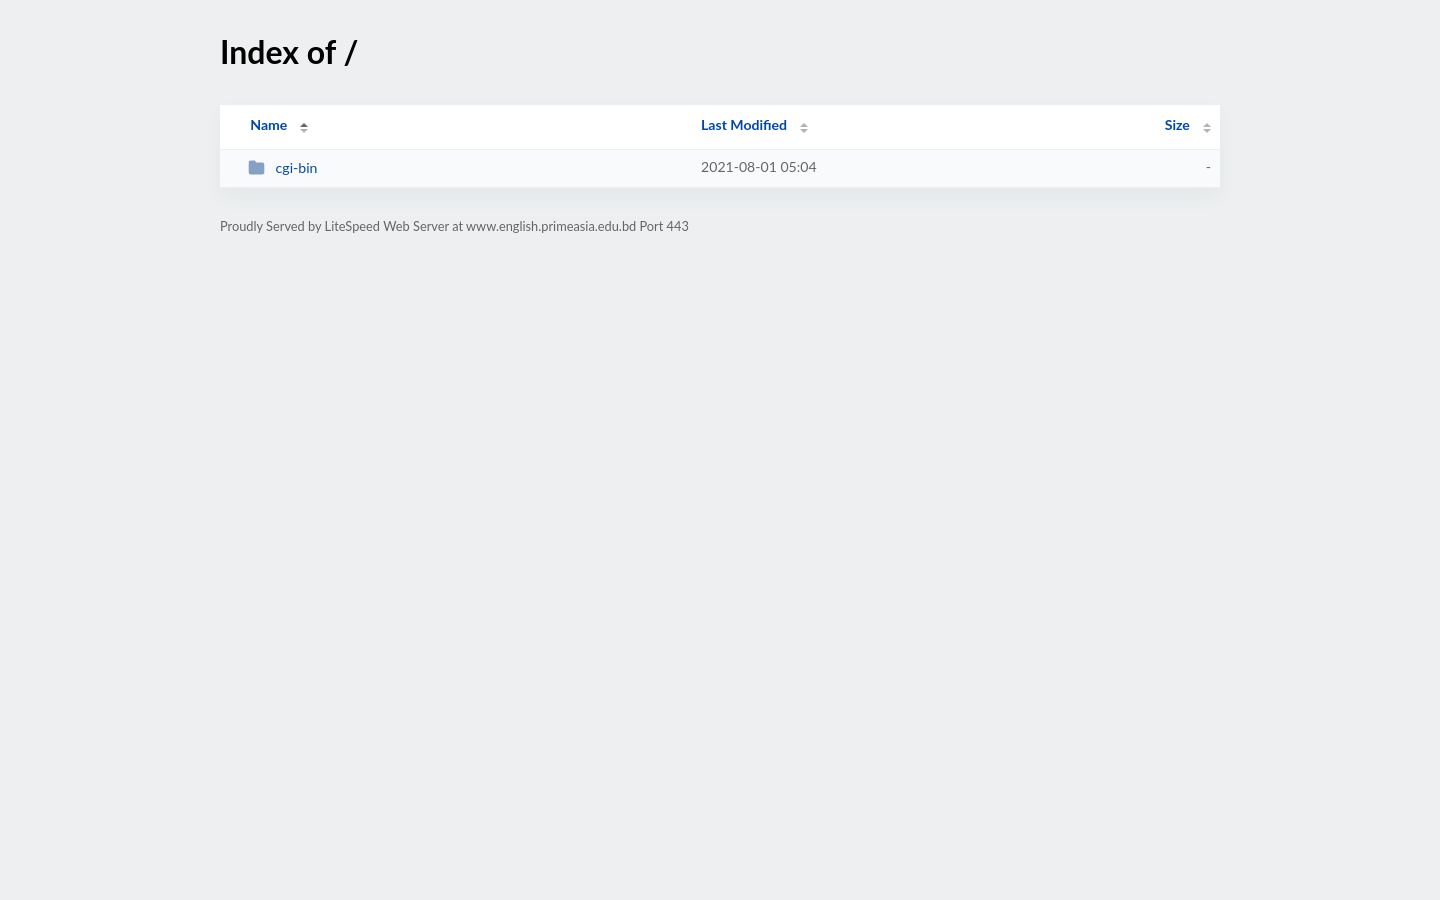 Index of /
Name Last Modified Size
cgi-bin 2021-08-01 05:04 -
Proudly Served by LiteSpeed Web Server at www.english.primeasia.edu.bd Port 443